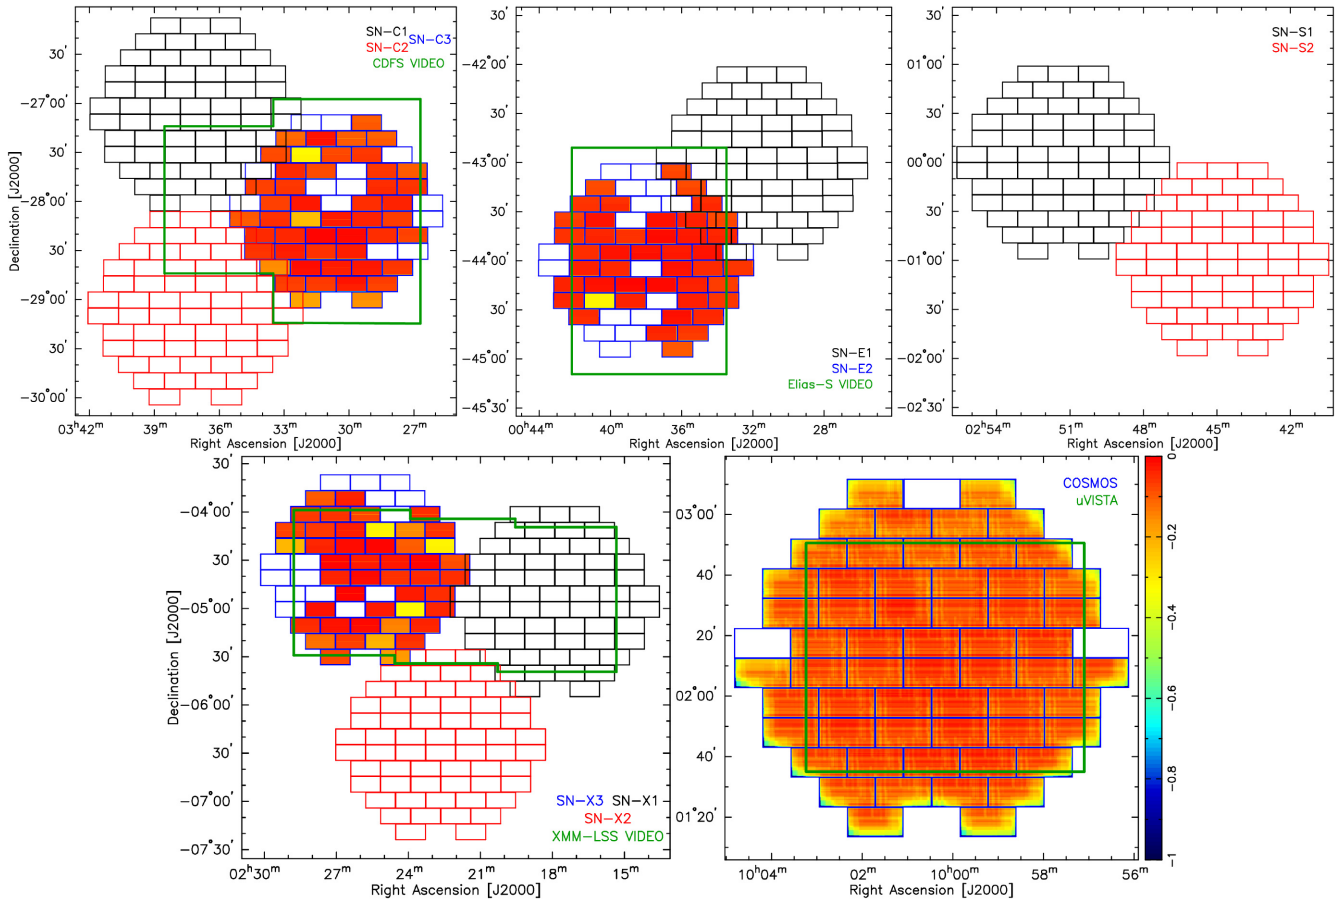 SN-C1
SN-C3
SN-C2
CDFS VIDEO
30′
-27°00′
30′
-28°00′
30′
-29°00′
30′
-30°00′
Declination [J2000]
03ʰ42ᵐ 39ᵐ 36ᵐ 33ᵐ 30ᵐ 27ᵐ
Right Ascension [J2000]
30′
-42°00′
30′
-43°00′
30′
-44°00′
30′
-45°00′
-45°30′
SN-E1
SN-E2
Elias-S VIDEO
00ʰ44ᵐ 40ᵐ 36ᵐ 32ᵐ 28ᵐ
Right Ascension [J2000]
30′
01°00′
30′
00°00′
30′
-01°00′
30′
-02°00′
-02°30′
SN-S1
SN-S2
02ʰ54ᵐ 51ᵐ 48ᵐ 45ᵐ 42ᵐ
Right Ascension [J2000]
30′
-04°00′
30′
-05°00′
30′
-06°00′
30′
-07°00′
-07°30′
Declination [J2000]
SN-X3 SN-X1
SN-X2
XMM-LSS VIDEO
02ʰ30ᵐ 27ᵐ 24ᵐ 21ᵐ 18ᵐ 15ᵐ
Right Ascension [J2000]
COSMOS
uVISTA
03°00′
40′
20′
02°00′
40′
01°20′
10ʰ04ᵐ 02ᵐ 10ʰ00ᵐ 58ᵐ 56ᵐ
Right Ascension [J2000]
0
-0.2
-0.4
-0.6
-0.8
-1